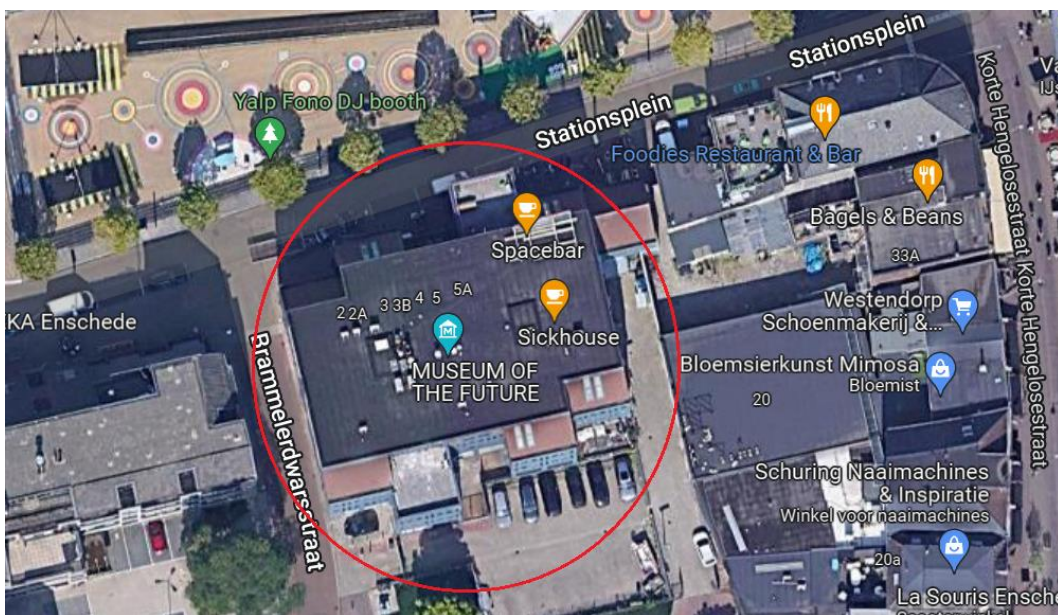 Stationsplein
Korte Hengelosestraat
Yalp Fono DJ booth
Stationsplein
Foodies Restaurant & Bar
Bagels & Beans
Spacebar
33A
5A
4 5
3 3B
2 2A
Sickhouse
Westendorp
Schoenmakerij &...
KA Enschede
Brammelerdwarsstraat
MUSEUM OF
THE FUTURE
Bloemsierkunst Mimosa
Bloemist
Korte Hengelosestraat
20
Schuring Naaimachines
& Inspiratie
Winkel voor naaimachines
20a
La Souris Ensche